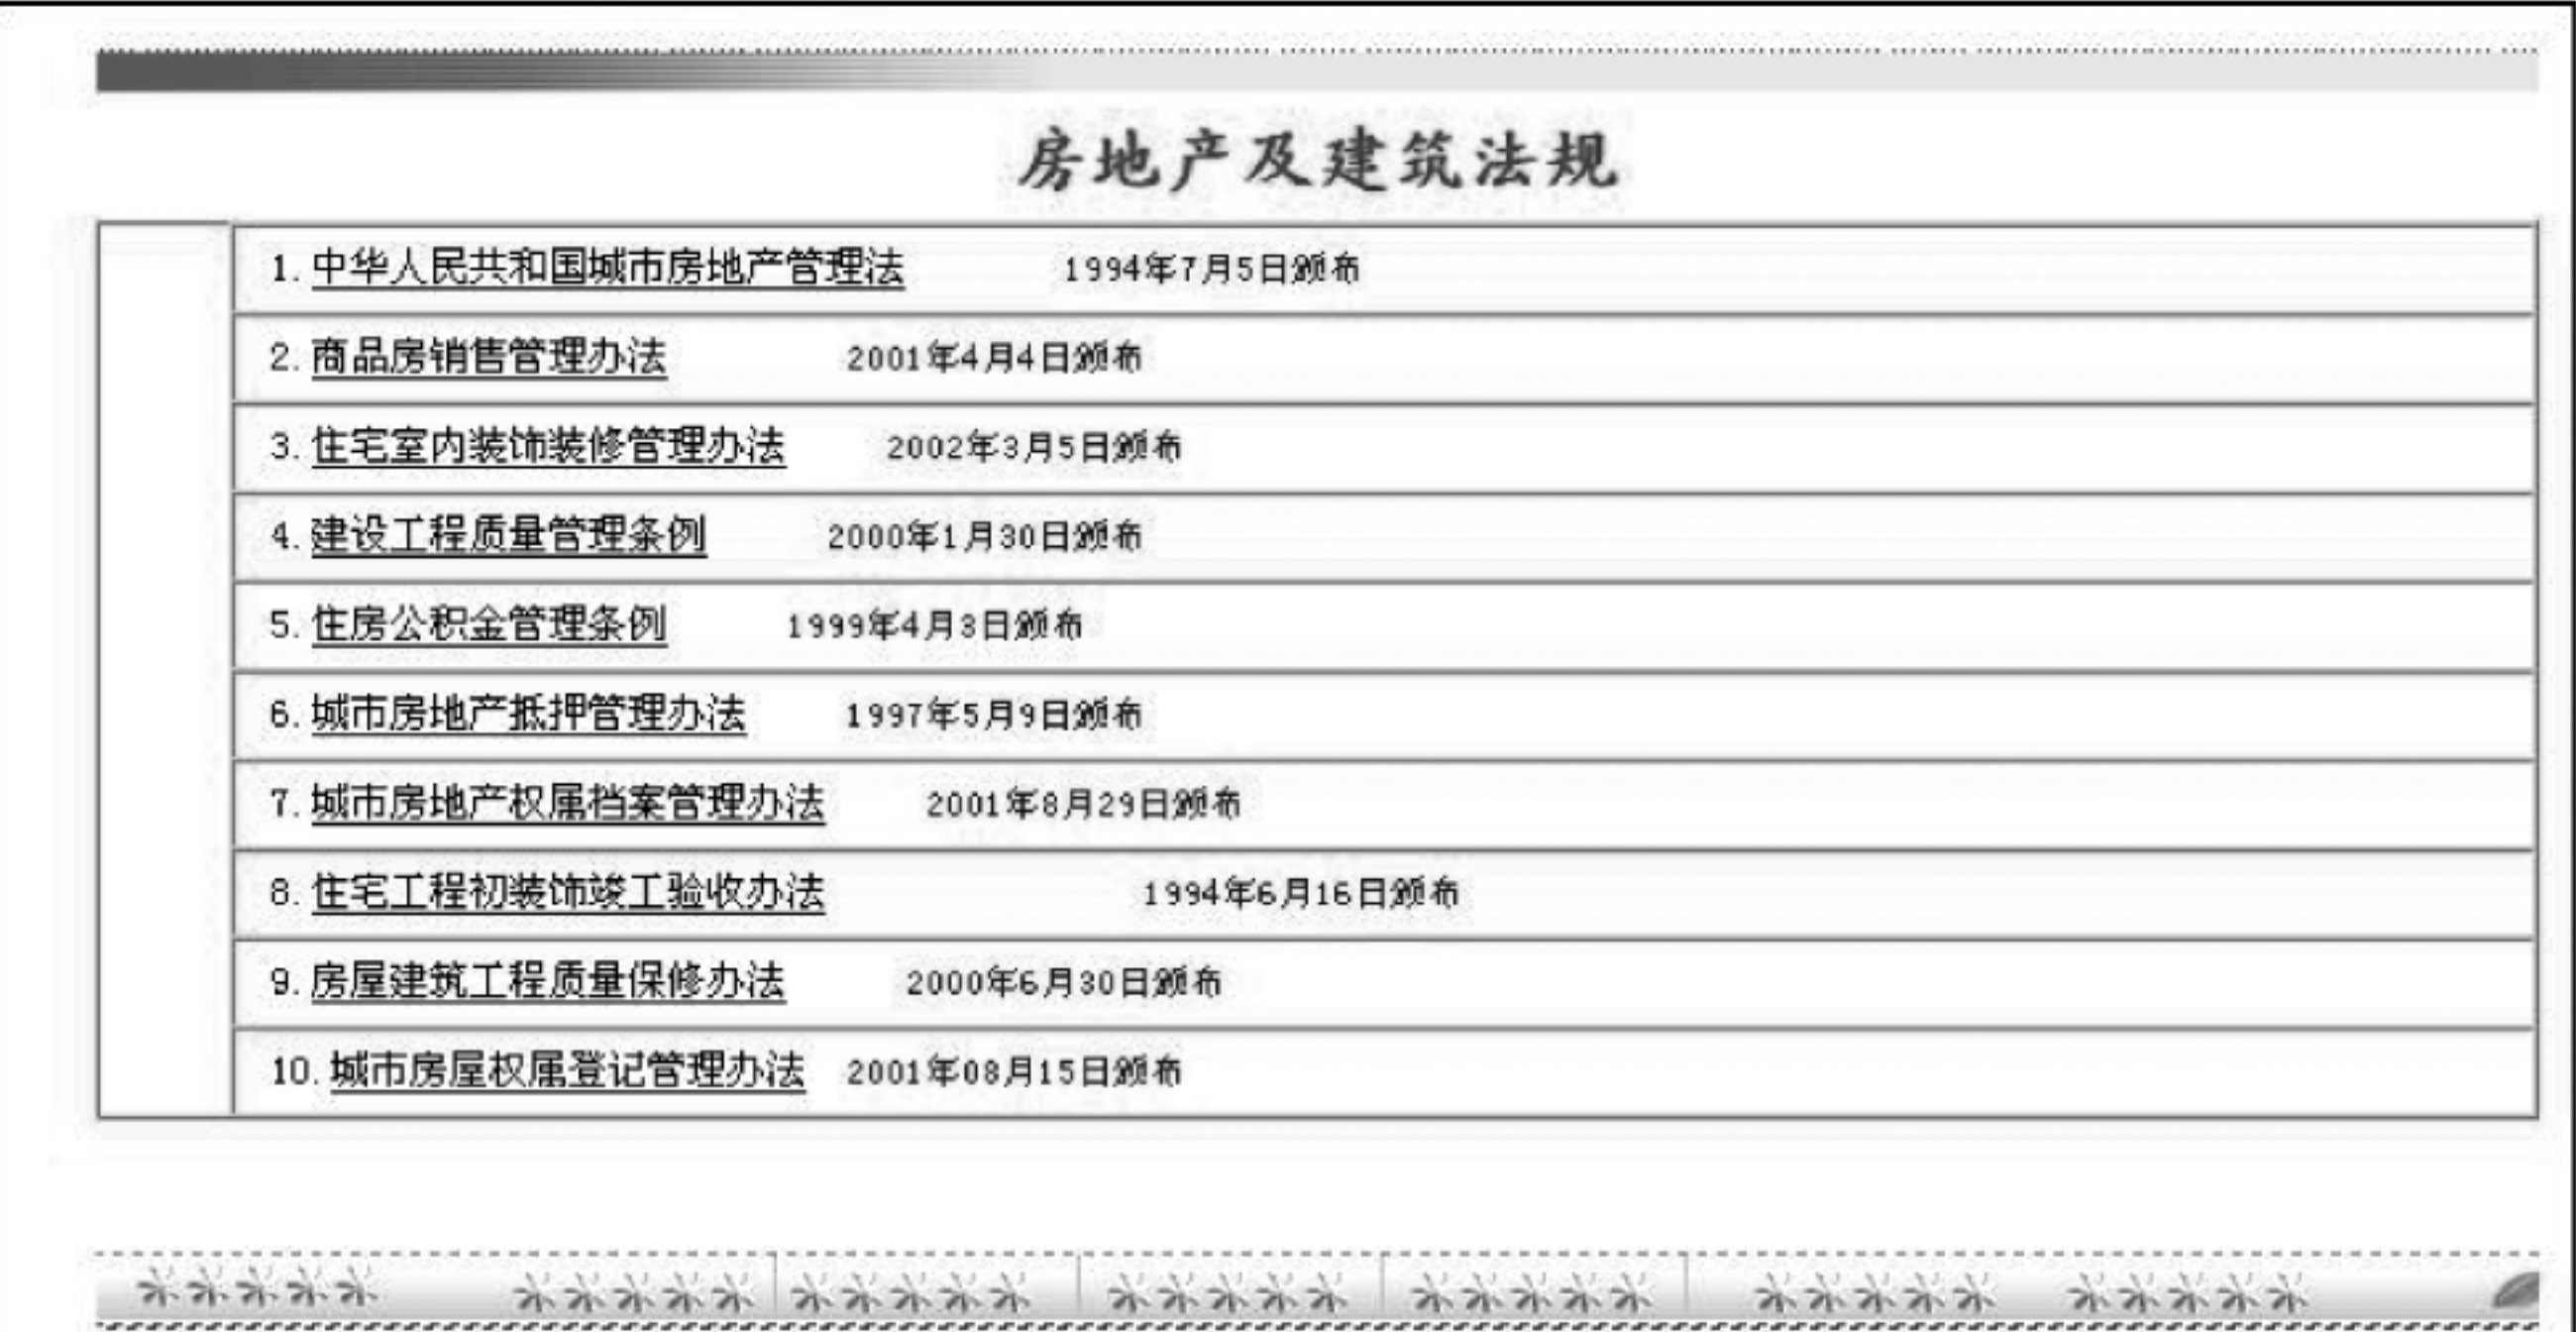 房地产及建筑法规
1. 中华人民共和国城市房地产管理法 1994年7月5日颁布
2. 商品房销售管理办法 2001年4月4日颁布
3. 住宅室内装饰装修管理办法 2002年3月5日颁布
4. 建设工程质量管理条例 2000年1月30日颁布
5. 住房公积金管理条例 1999年4月3日颁布
6. 城市房地产抵押管理办法 1997年5月9日颁布
7. 城市房地产权属档案管理办法 2001年8月29日颁布
8. 住宅工程初装饰竣工验收办法 1994年6月16日颁布
9. 房屋建筑工程质量保修办法 2000年6月30日颁布
10. 城市房屋权属登记管理办法 2001年08月15日颁布